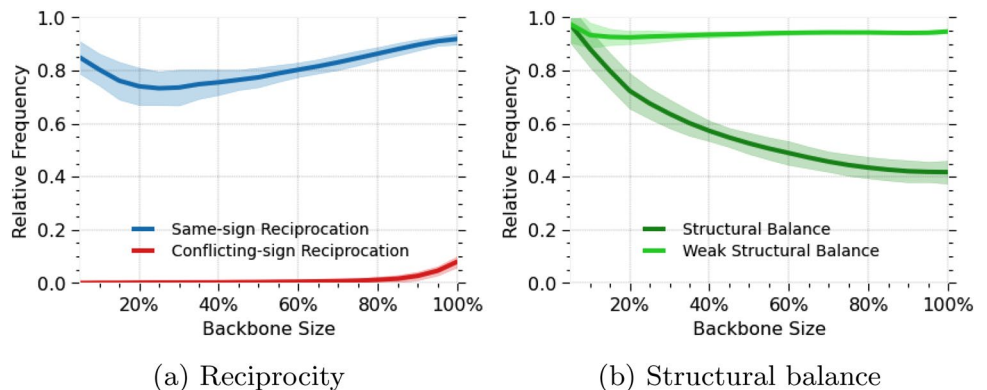 1.0
0.8
0.6
0.4
0.2
0.0
Relative Frequency
Same-sign Reciprocation
Conflicting-sign Reciprocation
20% 40% 60% 80% 100%
Backbone Size
(a) Reciprocity
1.0
0.8
0.6
0.4
0.2
0.0
Relative Frequency
Structural Balance
Weak Structural Balance
20% 40% 60% 80% 100%
Backbone Size
(b) Structural balance